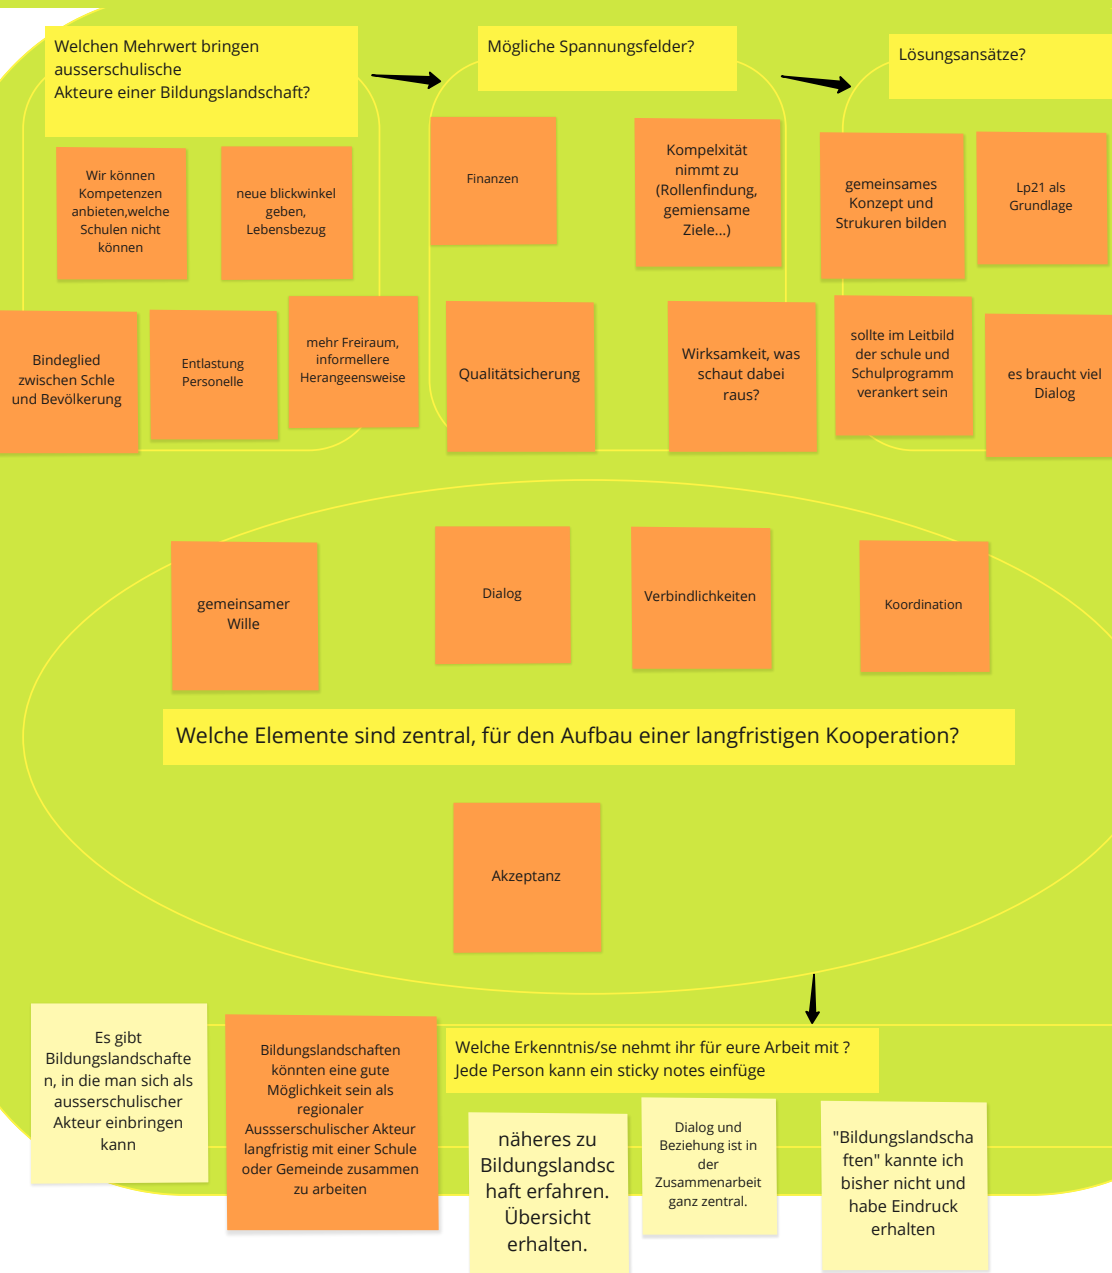 Welchen Mehrwert bringen
ausserschulische
Akteure einer Bildungslandschaft?
Mögliche Spannungsfelder?
Lösungsansätze?
Wir können
Kompetenzen
anbieten,welche
Schulen nicht
können
neue blickwinkel
geben,
Lebensbezug
Bindeglied
zwischen Schle
und Bevölkerung
Entlastung
Personelle
mehr Freiraum,
informellere
Herangeensweise
Finanzen
Kompelxität
nimmt zu
(Rollenfindung,
gemiensame
Ziele...)
Qualitätsicherung
Wirksamkeit, was
schaut dabei
raus?
gemeinsames
Konzept und
Strukuren bilden
Lp21 als
Grundlage
sollte im Leitbild
der schule und
Schulprogramm
verankert sein
es braucht viel
Dialog
gemeinsamer
Wille
Dialog
Verbindlichkeiten
Koordination
Welche Elemente sind zentral, für den Aufbau einer langfristigen Kooperation?
Akzeptanz
Es gibt
Bildungslandschafte
n, in die man sich als
ausserschulischer
Akteur einbringen
kann
Bildungslandschaften
könnten eine gute
Möglichkeit sein als
regionaler
Aussserschulischer Akteur
langfristig mit einer Schule
oder Gemeinde zusammen
zu arbeiten
Welche Erkenntnis/se nehmt ihr für eure Arbeit mit ?
Jede Person kann ein sticky notes einfüge
näheres zu
Bildungslandsc
haft erfahren.
Übersicht
erhalten.
Dialog und
Beziehung ist in
der
Zusammenarbeit
ganz zentral.
"Bildungslandscha
ften" kannte ich
bisher nicht und
habe Eindruck
erhalten